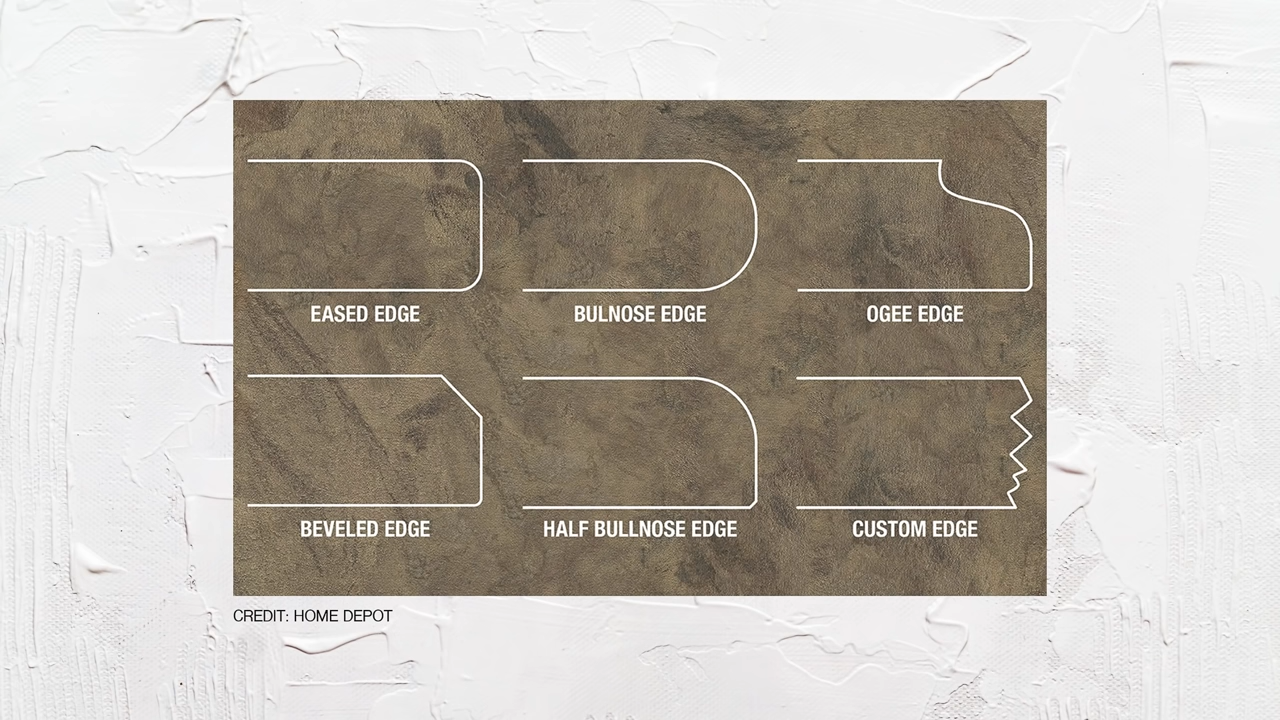 EASED EDGE
BULNOSE EDGE
OGEE EDGE
BEVELED EDGE
HALF BULLNOSE EDGE
CUSTOM EDGE
CREDIT: HOME DEPOT